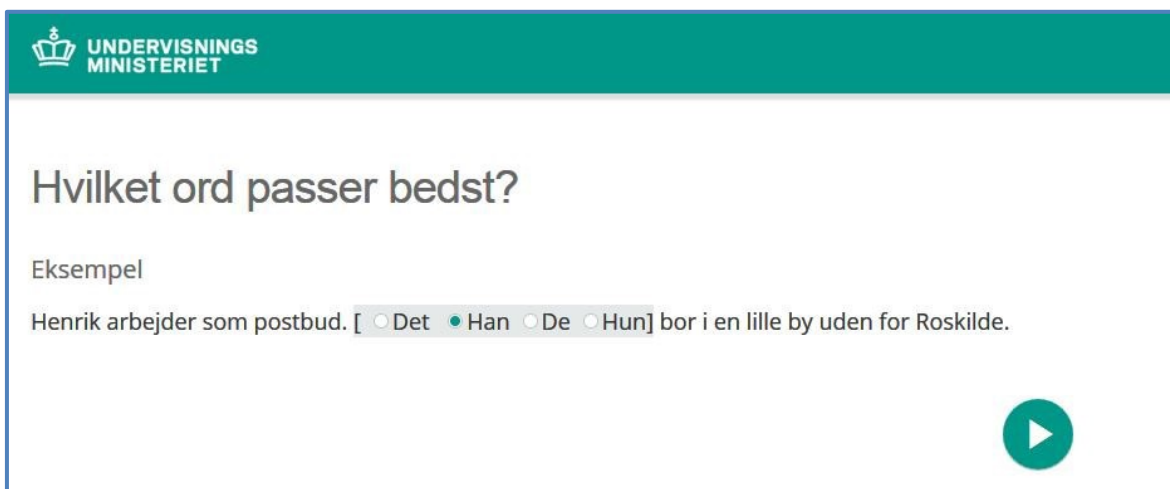 UNDERVISNINGS
MINISTERIET
Hvilket ord passer bedst?
Eksempel
Henrik arbejder som postbud. [ Det Han De Hun] bor i en lille by uden for Roskilde.